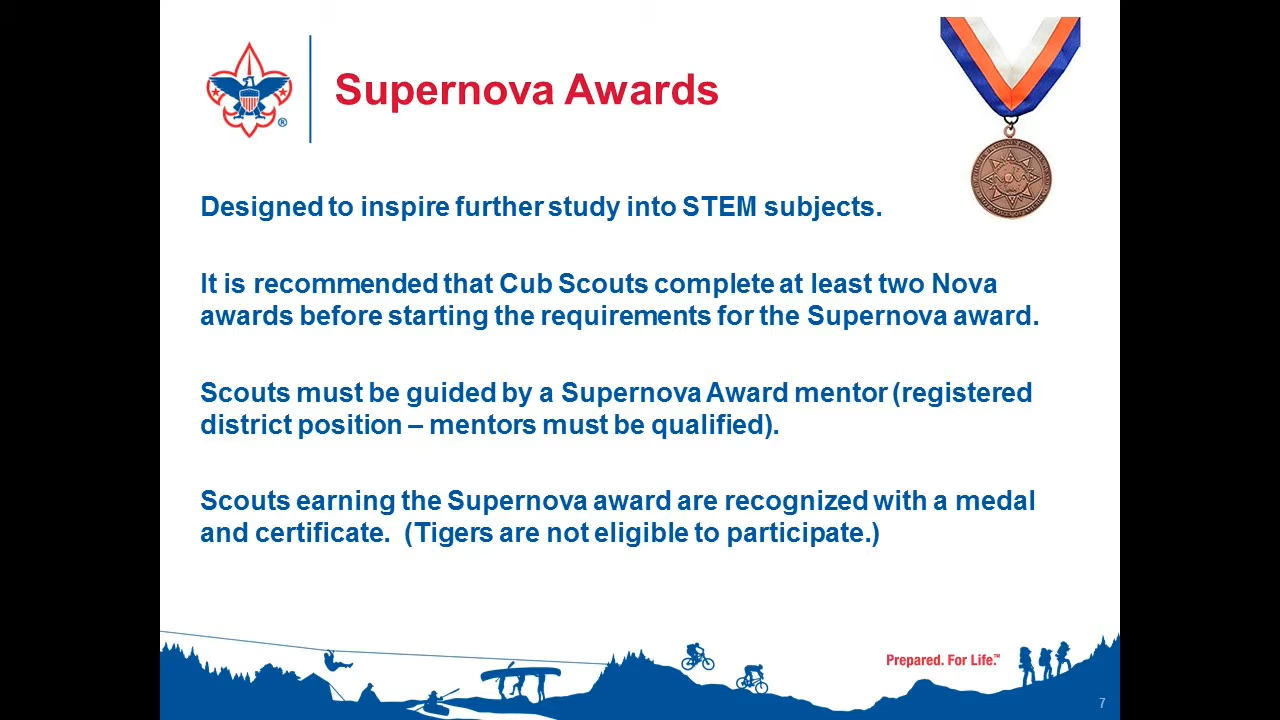 Supernova Awards
Designed to inspire further study into STEM subjects.
It is recommended that Cub Scouts complete at least two Nova
awards before starting the requirements for the Supernova award.
Scouts must be guided by a Supernova Award mentor (registered
district position – mentors must be qualified).
Scouts earning the Supernova award are recognized with a medal
and certificate.  (Tigers are not eligible to participate.)
Prepared. For Life.™
7